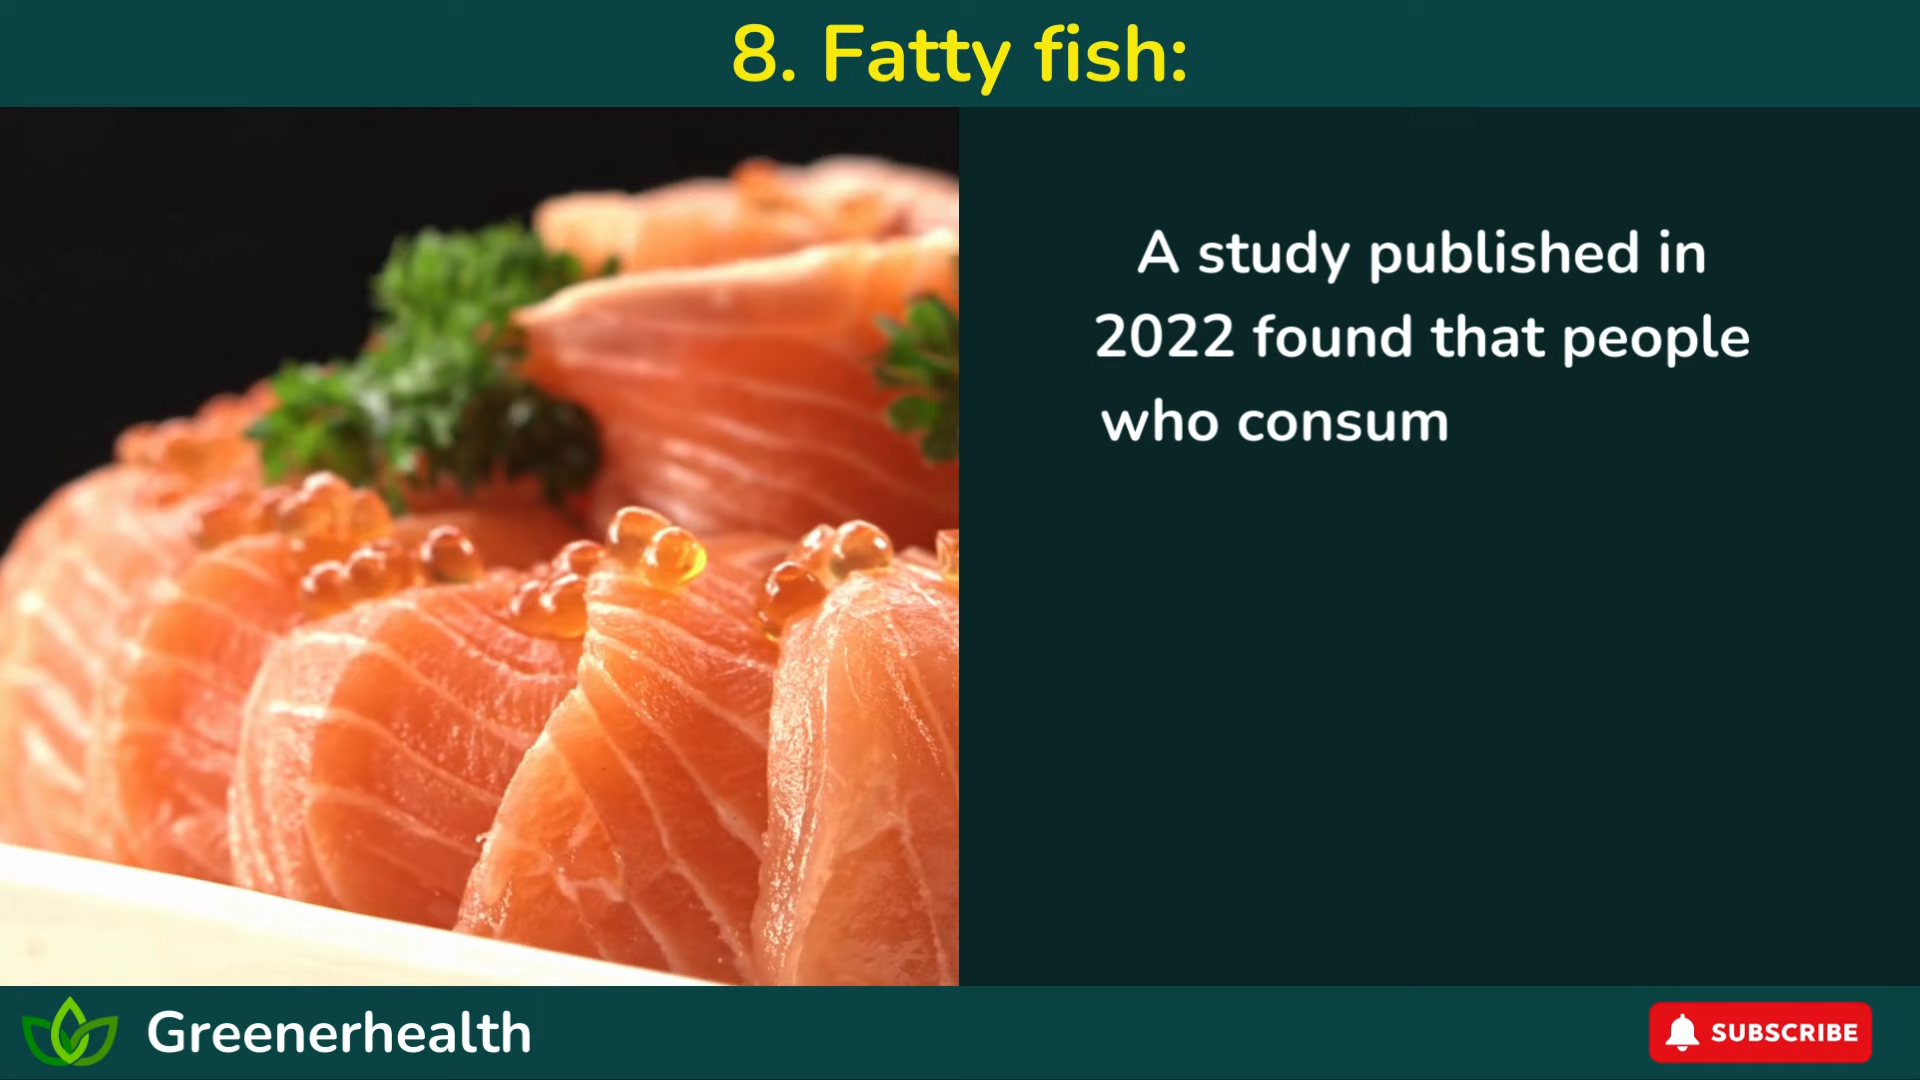 8. Fatty fish:
A study published in
2022 found that people
who consum
Greenerhealth
SUBSCRIBE